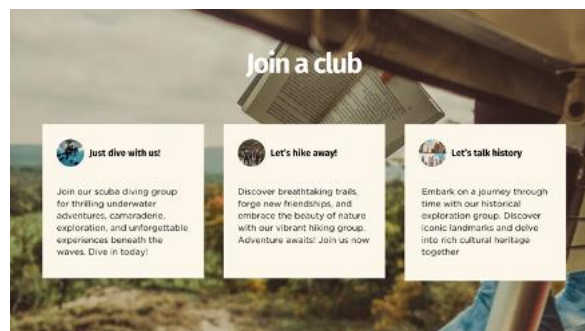 Join a club
Just dive with us!
Join our scuba diving group
for thrilling underwater
adventures, camaraderie,
exploration, and unforgettable
experiences beneath the
waves. Dive in today!
Let's hike away!
Discover breathtaking trails,
forge new friendships, and
embrace the beauty of nature
with our vibrant hiking group.
Adventure awaits! Join us now
Let's talk history
Embark on a journey through
time with our historical
exploration group. Discover
iconic landmarks and delve
into rich cultural heritage
together